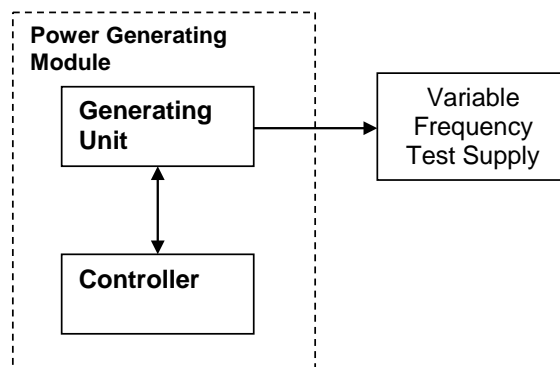 Power Generating
Module
Generating
Unit
Variable
Frequency
Test Supply
Controller